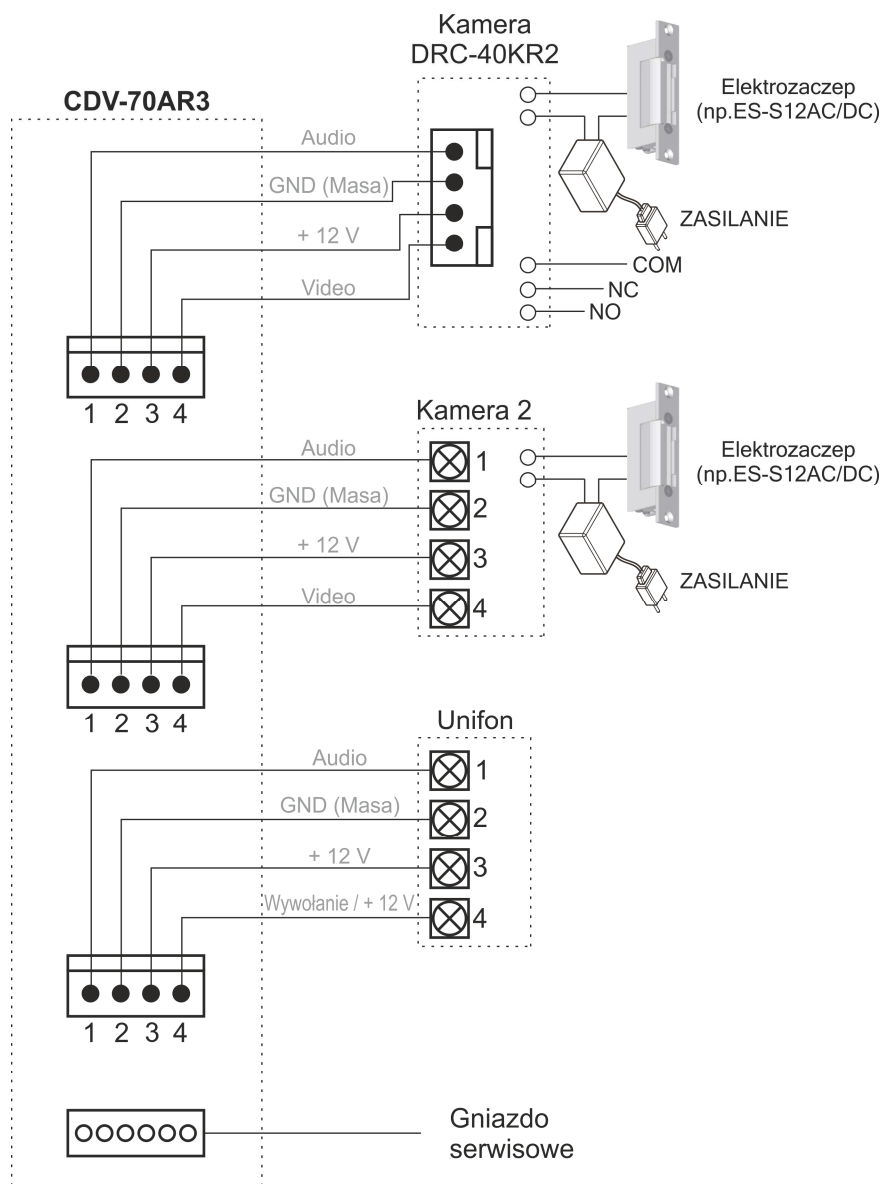 Kamera
DRC-40KR2
CDV-70AR3
Elektrozaczep
(np.ES-S12AC/DC)
Audio
GND (Masa)
+ 12 V
Video
ZASILANIE
COM
NC
NO
1 2 3 4
Kamera 2
Elektrozaczep
(np.ES-S12AC/DC)
Audio
1
GND (Masa)
2
+ 12 V
3
Video
4
ZASILANIE
1 2 3 4
Unifon
Audio
1
GND (Masa)
2
+ 12 V
3
Wywołanie / + 12 V
4
1 2 3 4
Gniazdo
serwisowe